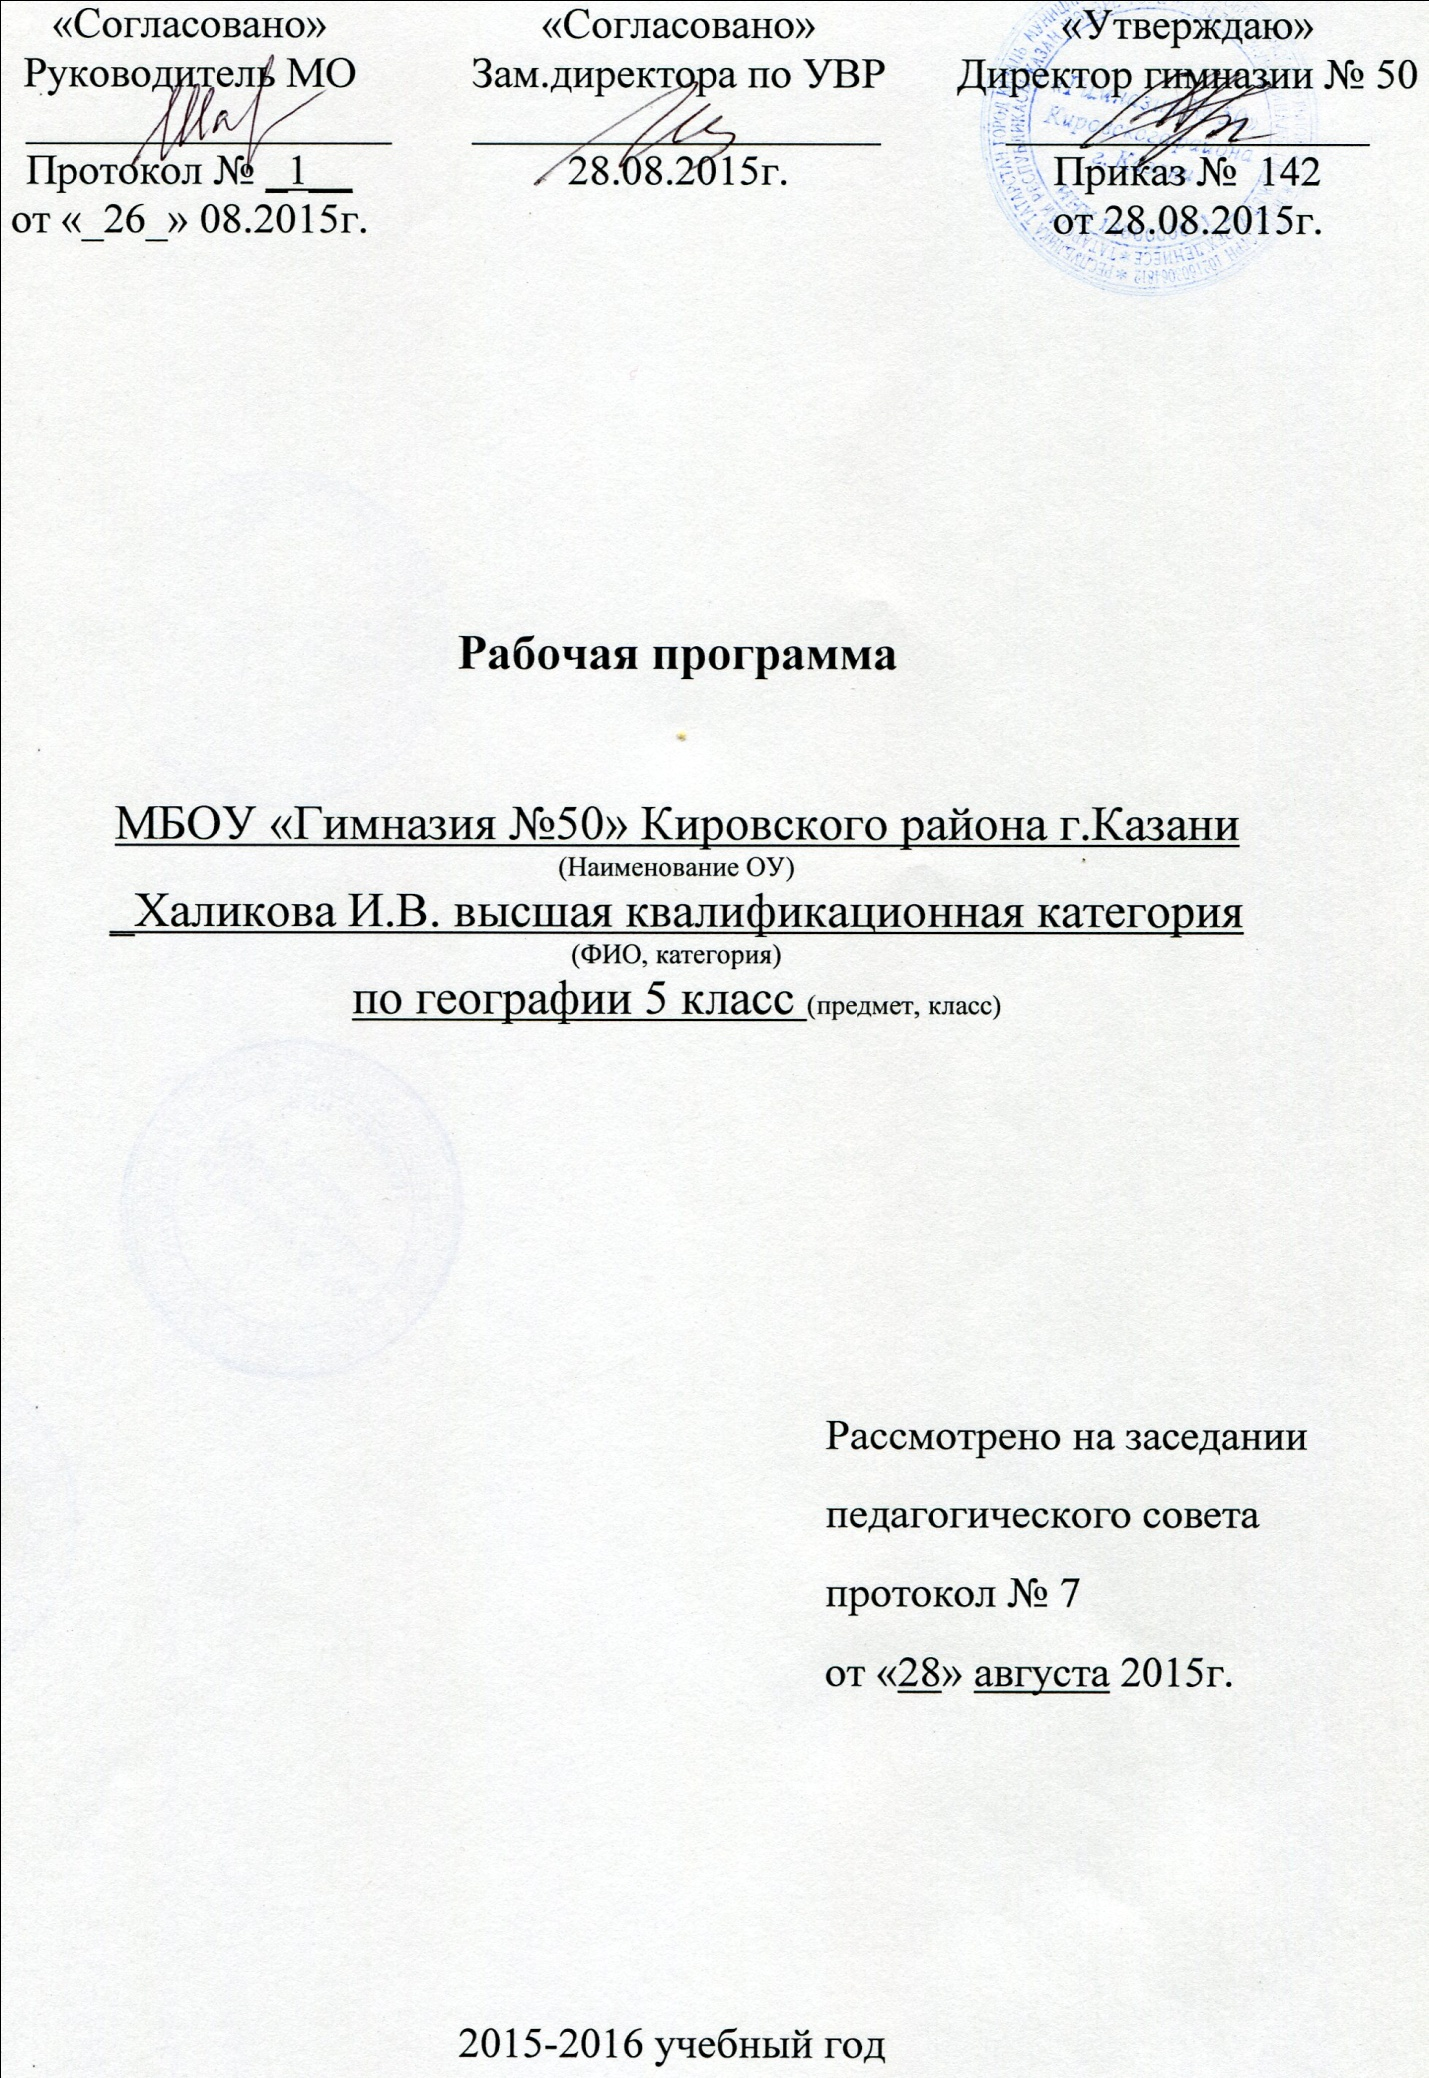 «Согласовано»
Руководитель МО
Протокол № _1__
от «_26_» 08.2015г.
«Согласовано»
Зам.директора по УВР
28.08.2015г.
«Утверждаю»
Директор гимназии № 50
Приказ № 142
от 28.08.2015г.
Рабочая программа
МБОУ «Гимназия №50» Кировского района г.Казани
(Наименование ОУ)
_Халикова И.В. высшая квалификационная категория
(ФИО, категория)
по географии 5 класс (предмет, класс)
Рассмотрено на заседании
педагогического совета
протокол № 7
от «28» августа 2015г.
2015-2016 учебный год